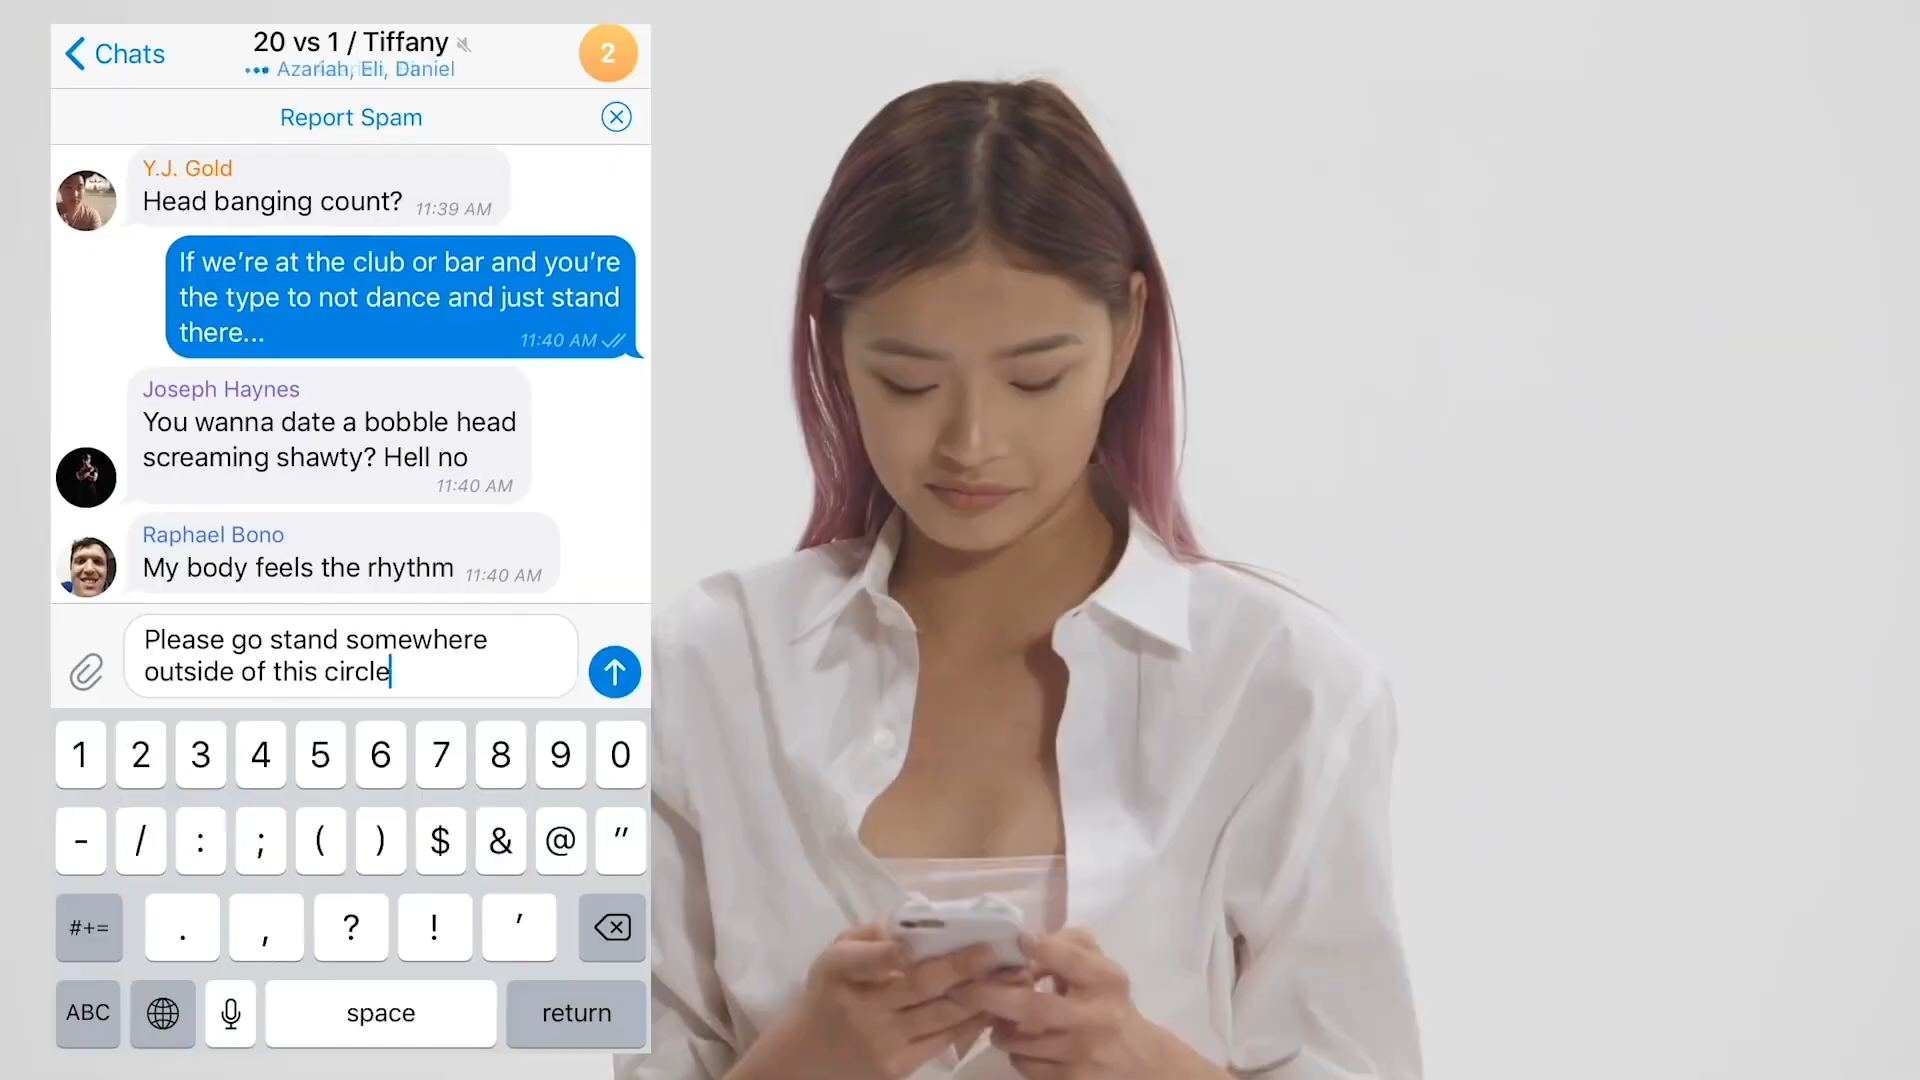 Chats
20 vs 1 / Tiffany
2
Eli, Daniel
Report Spam
Y.J. Gold
Head banging count?
11:39 AM
If we’re at the club or bar and you’re
the type to not dance and just stand
there...
11:40 AM
Joseph Haynes
You wanna date a bobble head
screaming shawty? Hell no
11:40 AM
Raphael Bono
My body feels the rhythm
11:40 AM
Please go stand somewhere
outside of this circle
1 2 3 4 5 6 7 8 9 0
- / : ; ( ) $ & @ "
#+= . , ? ! ’
ABC space return